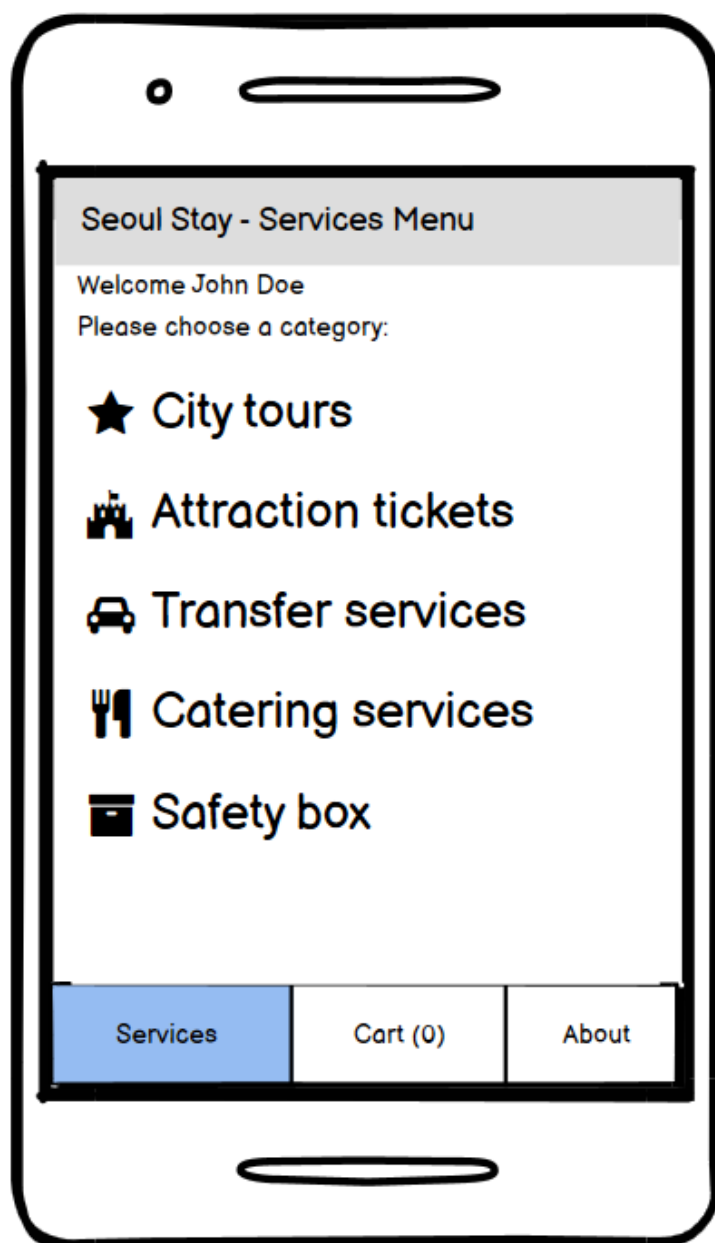 Seoul Stay - Services Menu
Welcome John Doe
Please choose a category:
City tours
Attraction tickets
Transfer services
Catering services
Safety box
Services Cart (0) About